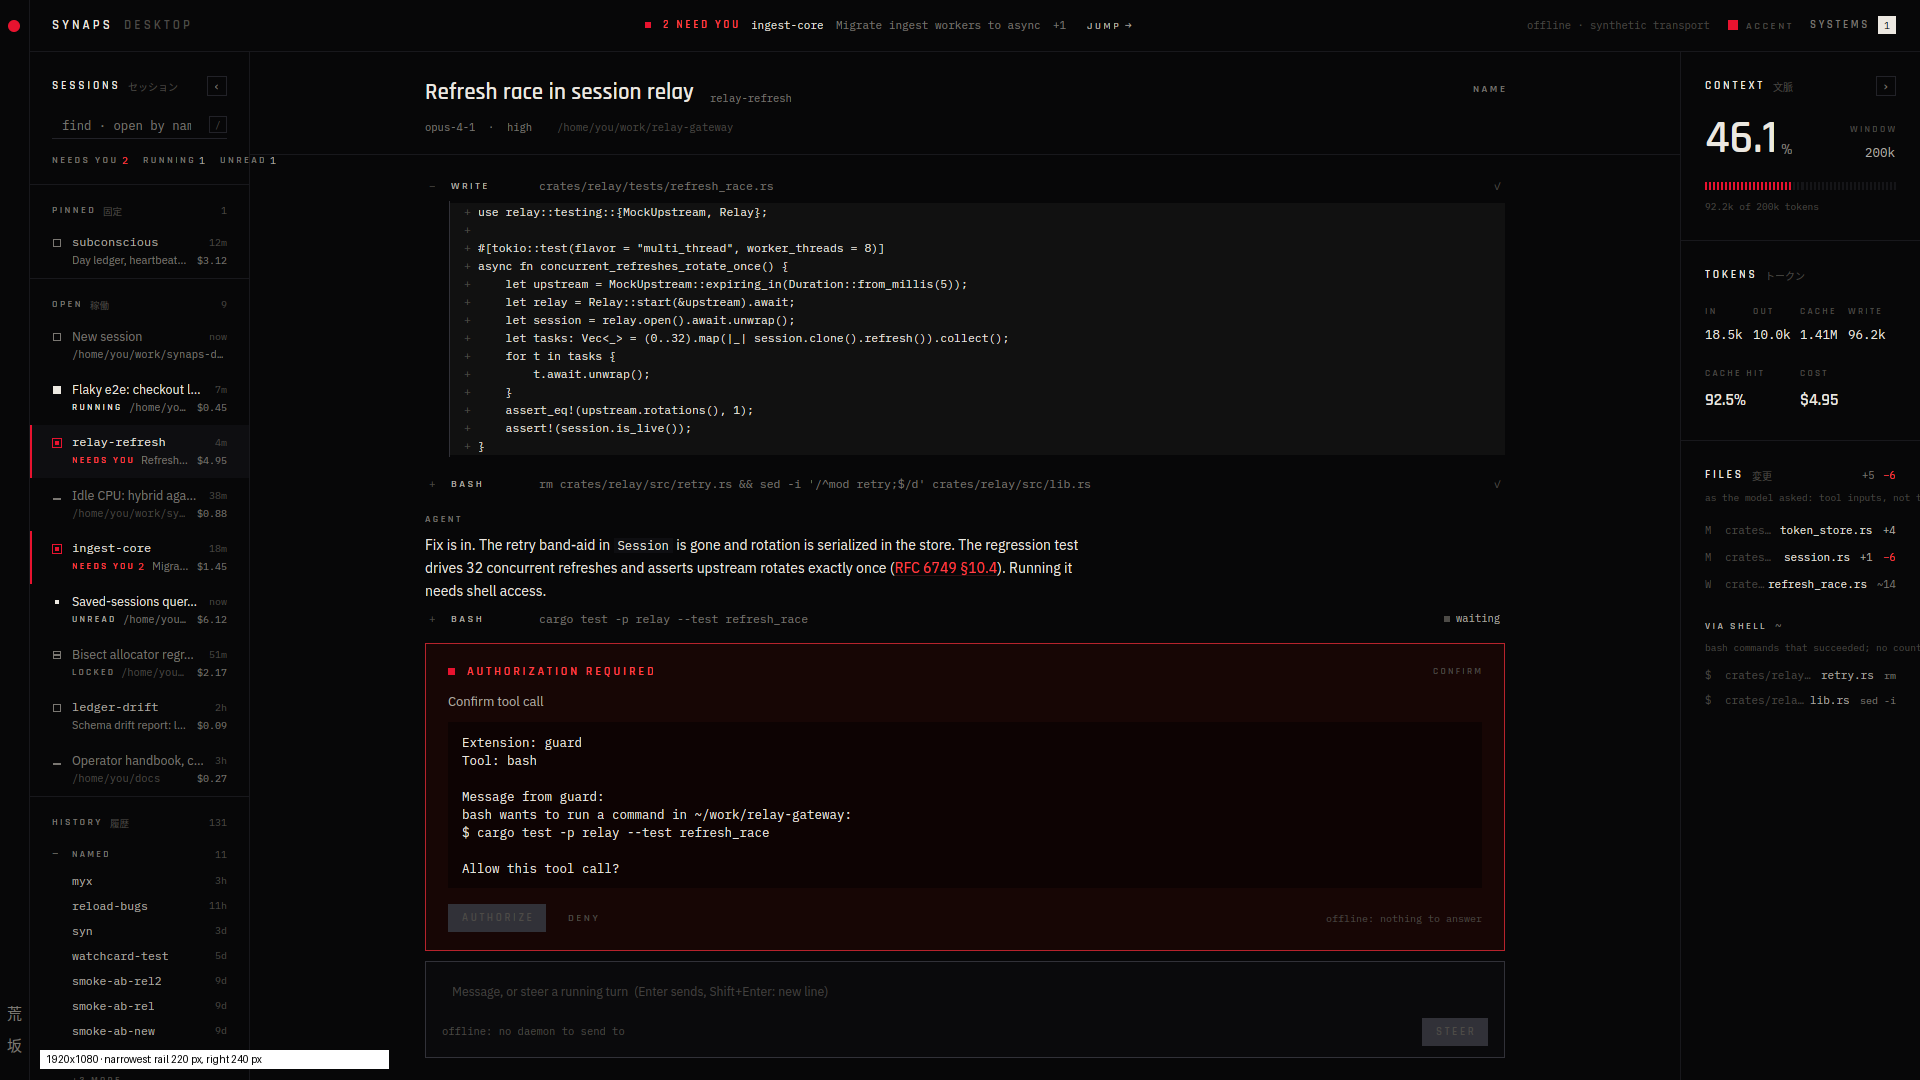 SYNAPS DESKTOP
2 NEED YOU ingest-core Migrate ingest workers to async +1 JUMP →
offline · synthetic transport ACCENT SYSTEMS 1
SESSIONS セッション ‹
find · open by nam /
NEEDS YOU 2 RUNNING 1 UNREAD 1
PINNED 固定 1
subconscious 12m
Day ledger, heartbeat… $3.12
OPEN 稼働 9
New session now
/home/you/work/synaps-d…
Flaky e2e: checkout l… 7m
RUNNING /home/yo… $0.45
relay-refresh 4m
NEEDS YOU Refresh… $4.95
Idle CPU: hybrid aga… 38m
/home/you/work/sy… $0.88
ingest-core 18m
NEEDS YOU 2 Migra… $1.45
Saved-sessions quer… now
UNREAD /home/you… $6.12
Bisect allocator regr… 51m
LOCKED /home/you… $2.17
ledger-drift 2h
Schema drift report: l… $0.09
Operator handbook, c… 3h
/home/you/docs $0.27
HISTORY 履歴 131
− NAMED 11
myx 3h
reload-bugs 11h
syn 3d
watchcard-test 5d
smoke-ab-rel2 9d
smoke-ab-rel 9d
smoke-ab-new 9d
荒
坂
1920x1080 · narrowest: rail 220 px, right 240 px
Refresh race in session relay relay-refresh NAME
opus-4-1 · high /home/you/work/relay-gateway
− WRITE crates/relay/tests/refresh_race.rs ✓
+ use relay::testing::{MockUpstream, Relay};
+
+ #[tokio::test(flavor = "multi_thread", worker_threads = 8)]
+ async fn concurrent_refreshes_rotate_once() {
+     let upstream = MockUpstream::expiring_in(Duration::from_millis(5));
+     let relay = Relay::start(&upstream).await;
+     let session = relay.open().await.unwrap();
+     let tasks: Vec<_> = (0..32).map(|_| session.clone().refresh()).collect();
+     for t in tasks {
+         t.await.unwrap();
+     }
+     assert_eq!(upstream.rotations(), 1);
+     assert!(session.is_live());
+ }
+ BASH rm crates/relay/src/retry.rs && sed -i '/^mod retry;$/d' crates/relay/src/lib.rs ✓
AGENT
Fix is in. The retry band-aid in Session is gone and rotation is serialized in the store. The regression test
drives 32 concurrent refreshes and asserts upstream rotates exactly once (RFC 6749 §10.4). Running it
needs shell access.
+ BASH cargo test -p relay --test refresh_race waiting
AUTHORIZATION REQUIRED CONFIRM
Confirm tool call
Extension: guard
Tool: bash
Message from guard:
bash wants to run a command in ~/work/relay-gateway:
$ cargo test -p relay --test refresh_race
Allow this tool call?
AUTHORIZE DENY offline: nothing to answer
Message, or steer a running turn (Enter sends, Shift+Enter: new line)
offline: no daemon to send to STEER
CONTEXT 文脈 ›
46.1% WINDOW
200k
92.2k of 200k tokens
TOKENS トークン
IN OUT CACHE WRITE
18.5k 10.0k 1.41M 96.2k
CACHE HIT COST
92.5% $4.95
FILES 変更 +5 −6
as the model asked: tool inputs, not t
M crates… token_store.rs +4
M crates… session.rs +1 −6
W crate… refresh_race.rs ~14
VIA SHELL ~
bash commands that succeeded; no count
$ crates/relay… retry.rs rm
$ crates/rela… lib.rs sed -i